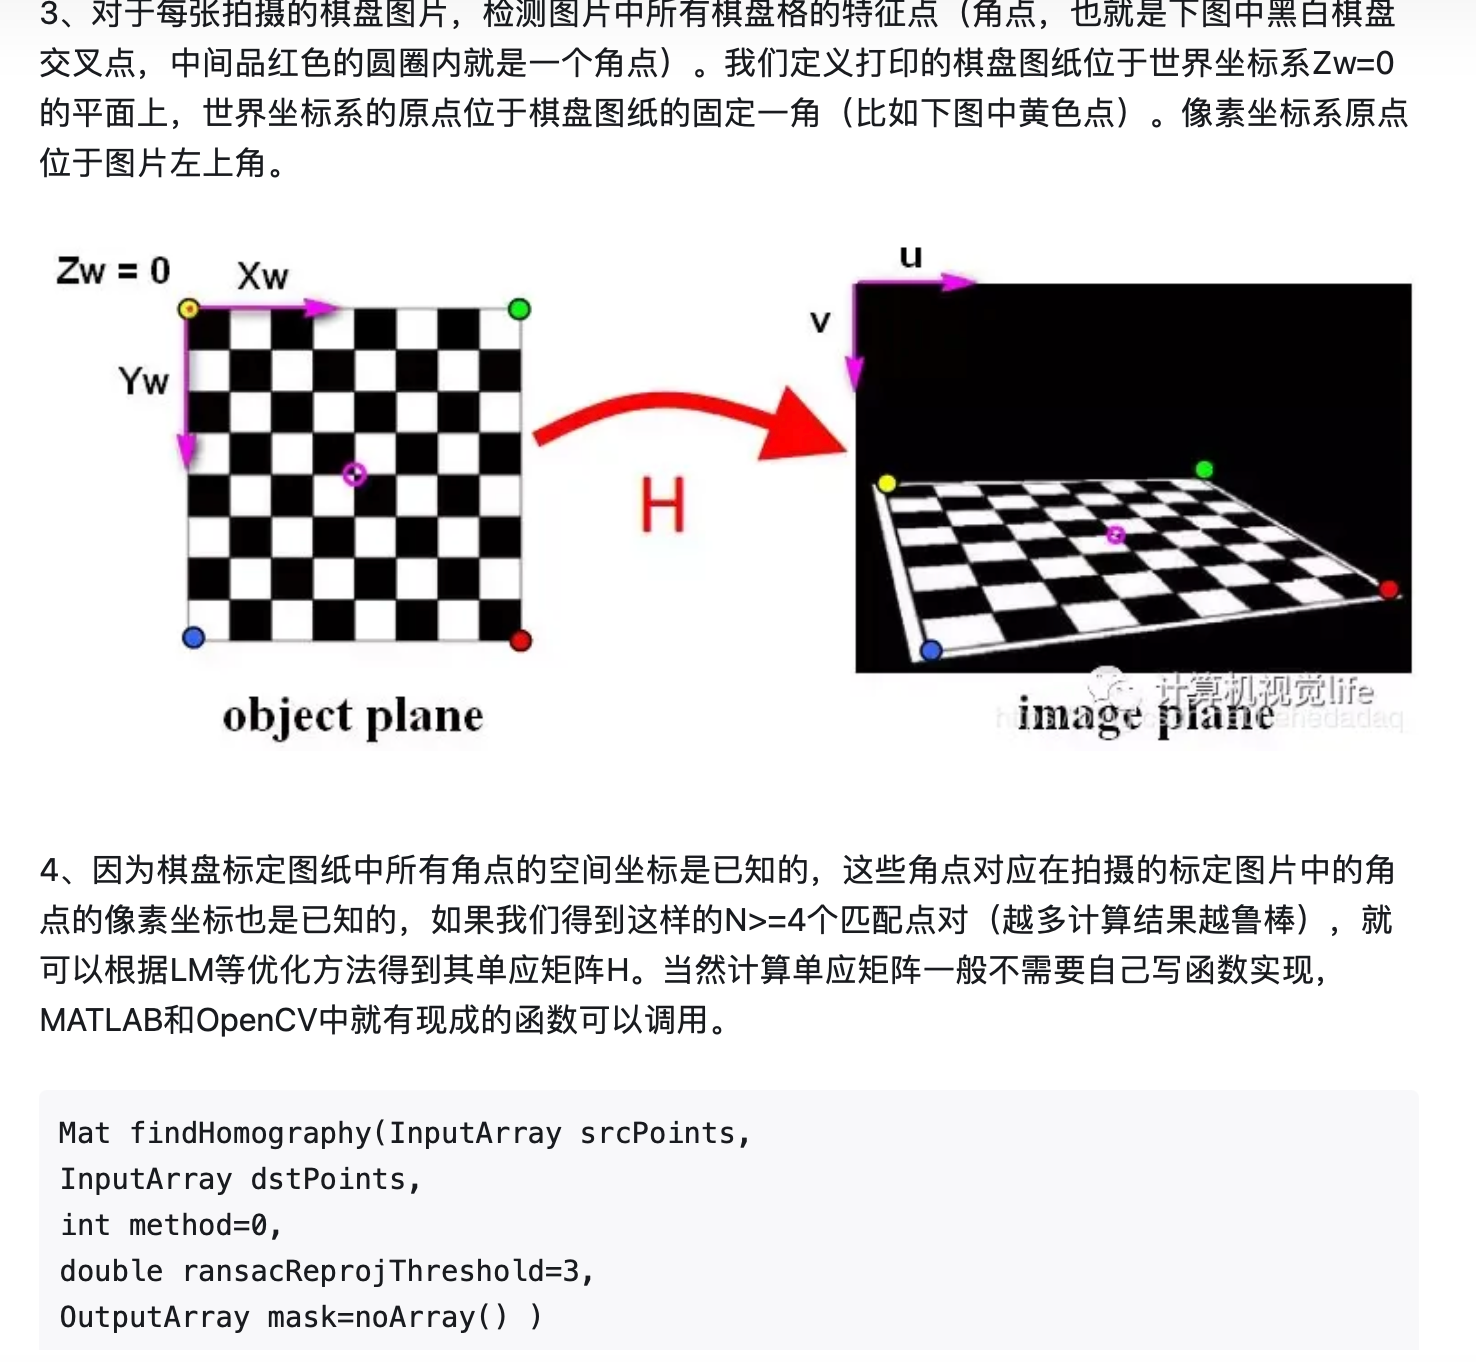 3、对于每张拍摄的棋盘图片，检测图片中所有棋盘格的特征点（角点，也就是下图中黑白棋盘
交叉点，中间品红色的圆圈内就是一个角点）。我们定义打印的棋盘图纸位于世界坐标系Zw=0
的平面上，世界坐标系的原点位于棋盘图纸的固定一角（比如下图中黄色点）。像素坐标系原点
位于图片左上角。
Zw = 0
Xw
Yw
H
u
v
object plane
计算机视觉life
image plane
4、因为棋盘标定图纸中所有角点的空间坐标是已知的，这些角点对应在拍摄的标定图片中的角
点的像素坐标也是已知的，如果我们得到这样的N>=4个匹配点对（越多计算结果越鲁棒），就
可以根据LM等优化方法得到其单应矩阵H。当然计算单应矩阵一般不需要自己写函数实现，
MATLAB和OpenCV中就有现成的函数可以调用。
Mat findHomography(InputArray srcPoints,
InputArray dstPoints,
int method=0,
double ransacReprojThreshold=3,
OutputArray mask=noArray() )